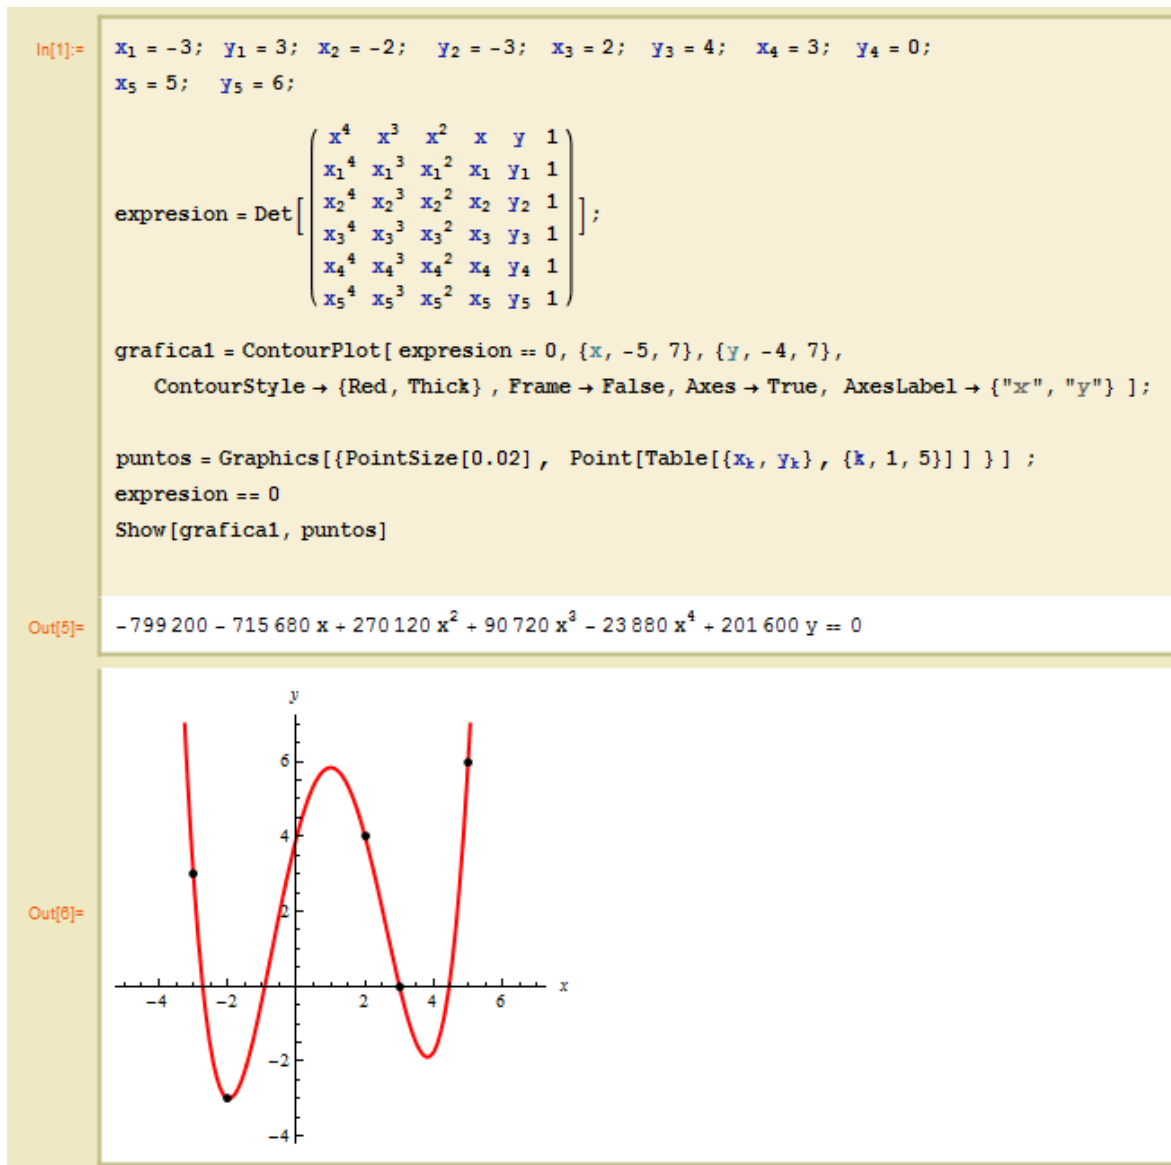 In[1]:= x₁ = -3; y₁ = 3; x₂ = -2; y₂ = -3; x₃ = 2; y₃ = 4; x₄ = 3; y₄ = 0;
x₅ = 5; y₅ = 6;
x⁴ x³ x² x y 1
x₁⁴ x₁³ x₁² x₁ y₁ 1
x₂⁴ x₂³ x₂² x₂ y₂ 1
expresion = Det[( )];
x₃⁴ x₃³ x₃² x₃ y₃ 1
x₄⁴ x₄³ x₄² x₄ y₄ 1
x₅⁴ x₅³ x₅² x₅ y₅ 1
grafica1 = ContourPlot[ expresion == 0, {x, -5, 7}, {y, -4, 7},
ContourStyle → {Red, Thick} , Frame → False, Axes → True, AxesLabel → {"x", "y"} ];
puntos = Graphics[{PointSize[0.02] , Point[Table[{xₖ, yₖ}, {k, 1, 5}] ] } ] ;
expresion == 0
Show[grafica1, puntos]
Out[5]= -799 200 - 715 680 x + 270 120 x² + 90 720 x³ - 23 880 x⁴ + 201 600 y == 0
y
6
4
Out[6]=
2
-4 -2 2 4 6 x
-2
-4